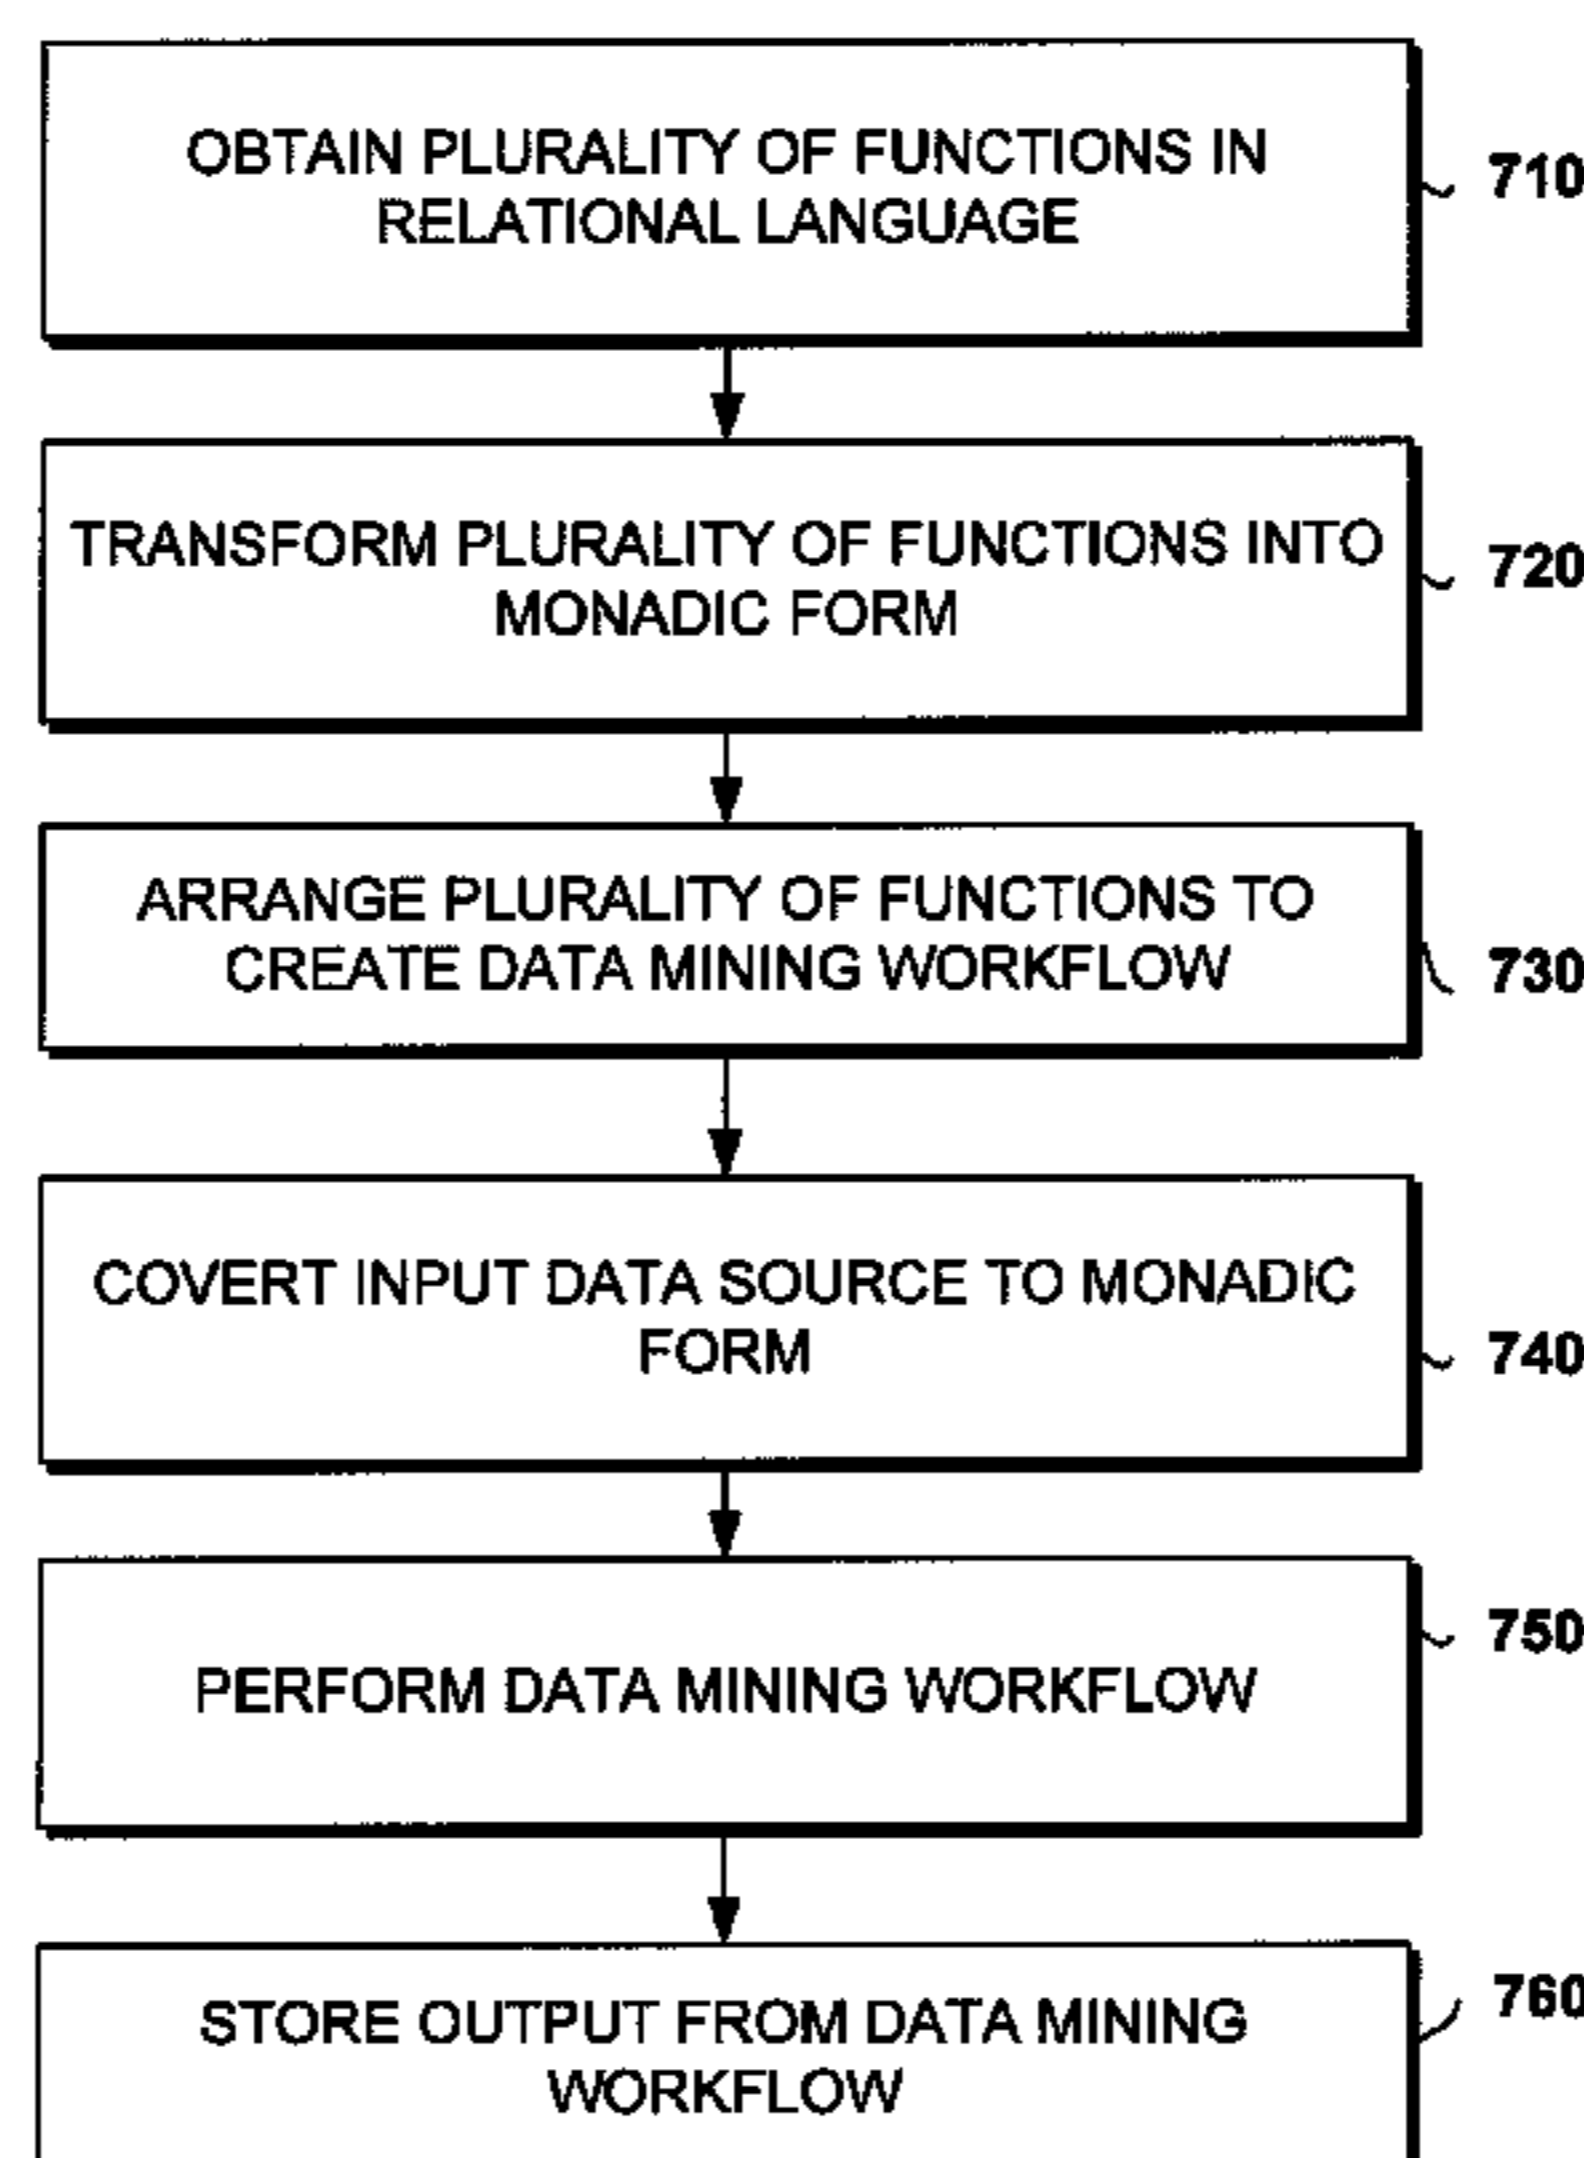 OBTAIN PLURALITY OF FUNCTIONS IN
RELATIONAL LANGUAGE
710
TRANSFORM PLURALITY OF FUNCTIONS INTO
MONADIC FORM
720
ARRANGE PLURALITY OF FUNCTIONS TO
CREATE DATA MINING WORKFLOW
730
COVERT INPUT DATA SOURCE TO MONADIC
FORM
740
PERFORM DATA MINING WORKFLOW
750
STORE OUTPUT FROM DATA MINING
WORKFLOW
760